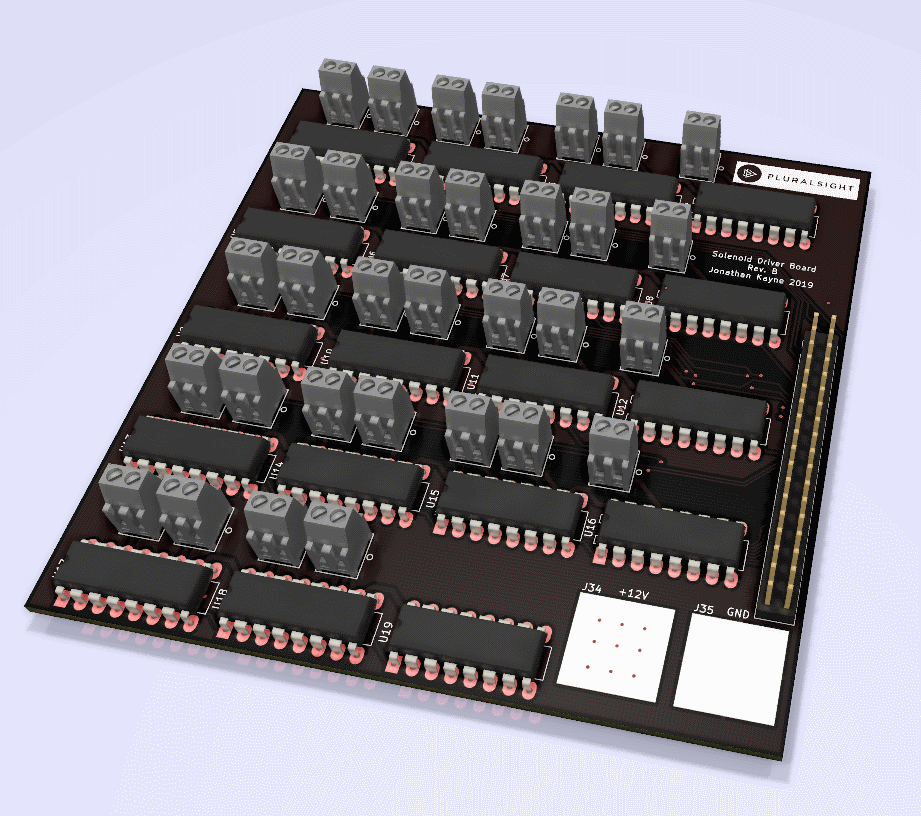 PLURALSIGHT
Solenoid Driver Board
Rev. B
Jonathan Kayne 2019
U12
U11
U16
U15
U14
J34 +12V
J35 GND
U18
U19